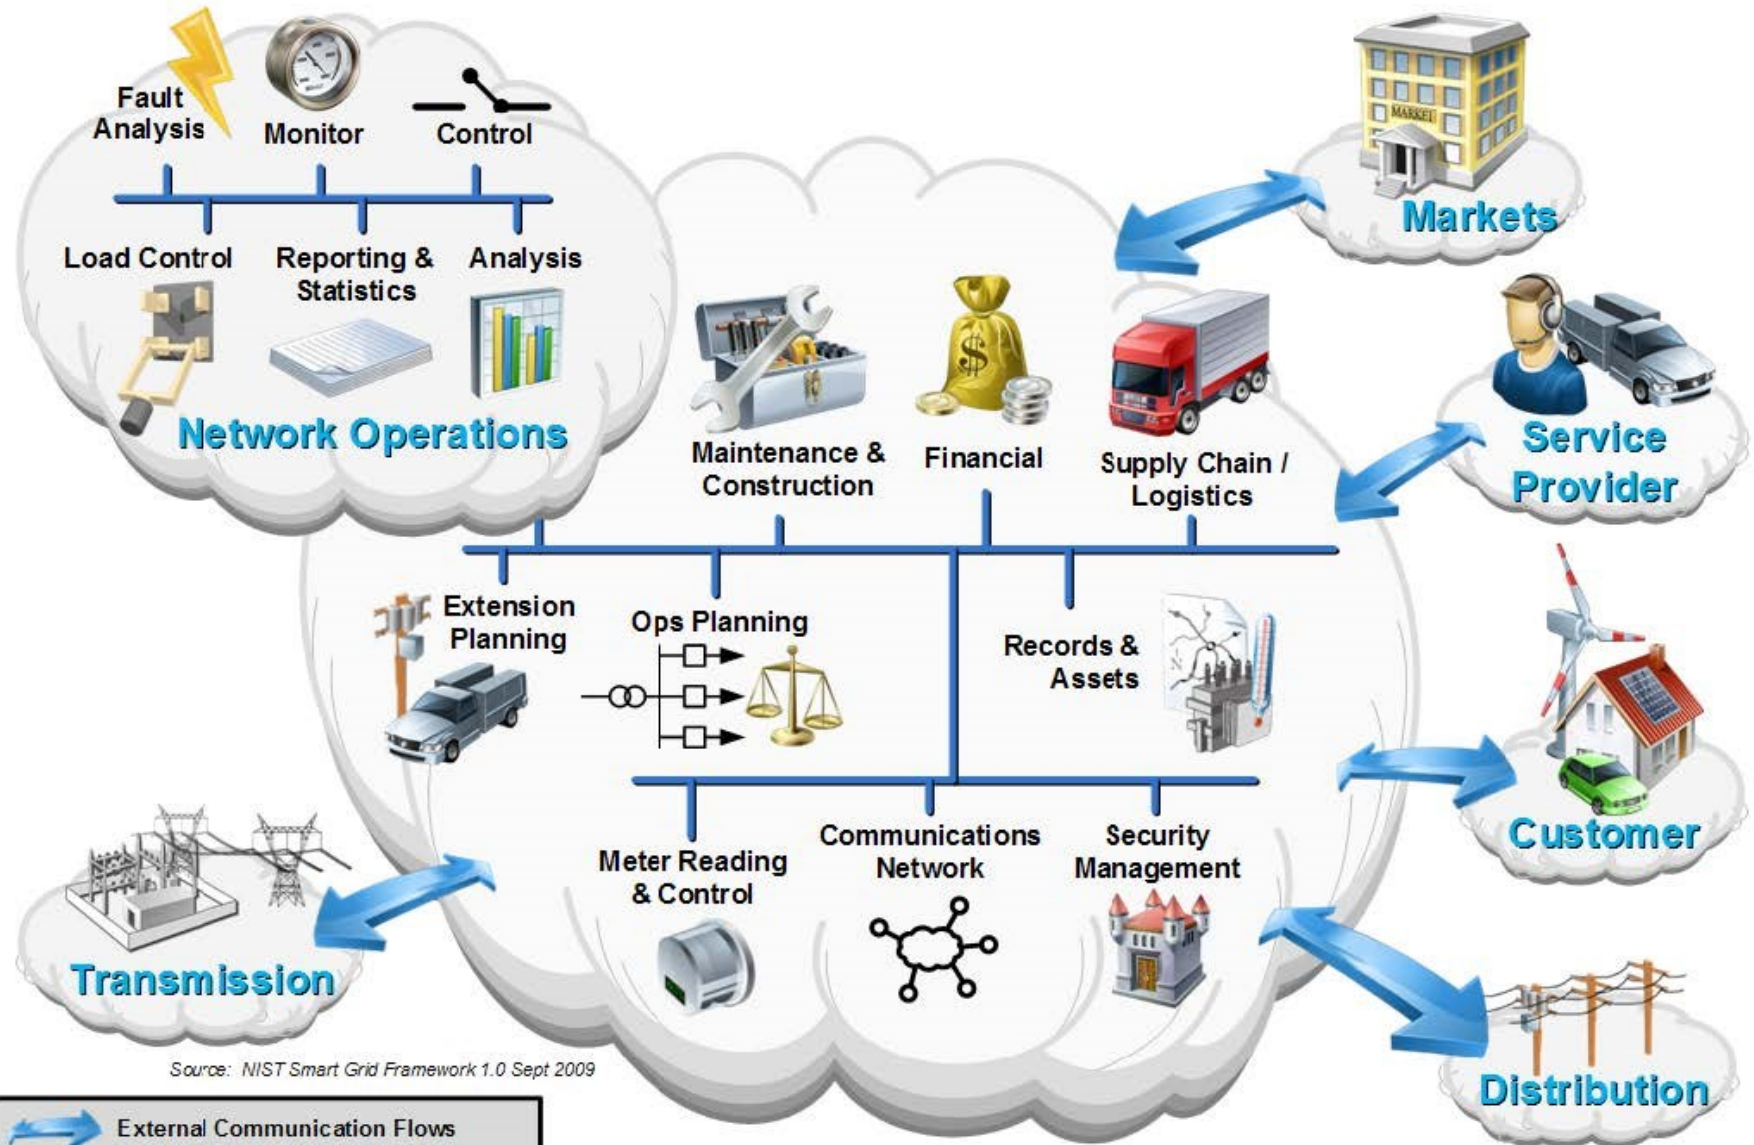 Fault
Analysis
Monitor
Control
Load Control
Reporting &
Statistics
Analysis
Network Operations
MARKET
Markets
Service
Provider
Maintenance &
Construction
Financial
$
Supply Chain /
Logistics
Extension
Planning
Ops Planning
Records &
Assets
Customer
Meter Reading
& Control
Communications
Network
Security
Management
Transmission
Distribution
Source: NIST Smart Grid Framework 1.0 Sept 2009
External Communication Flows